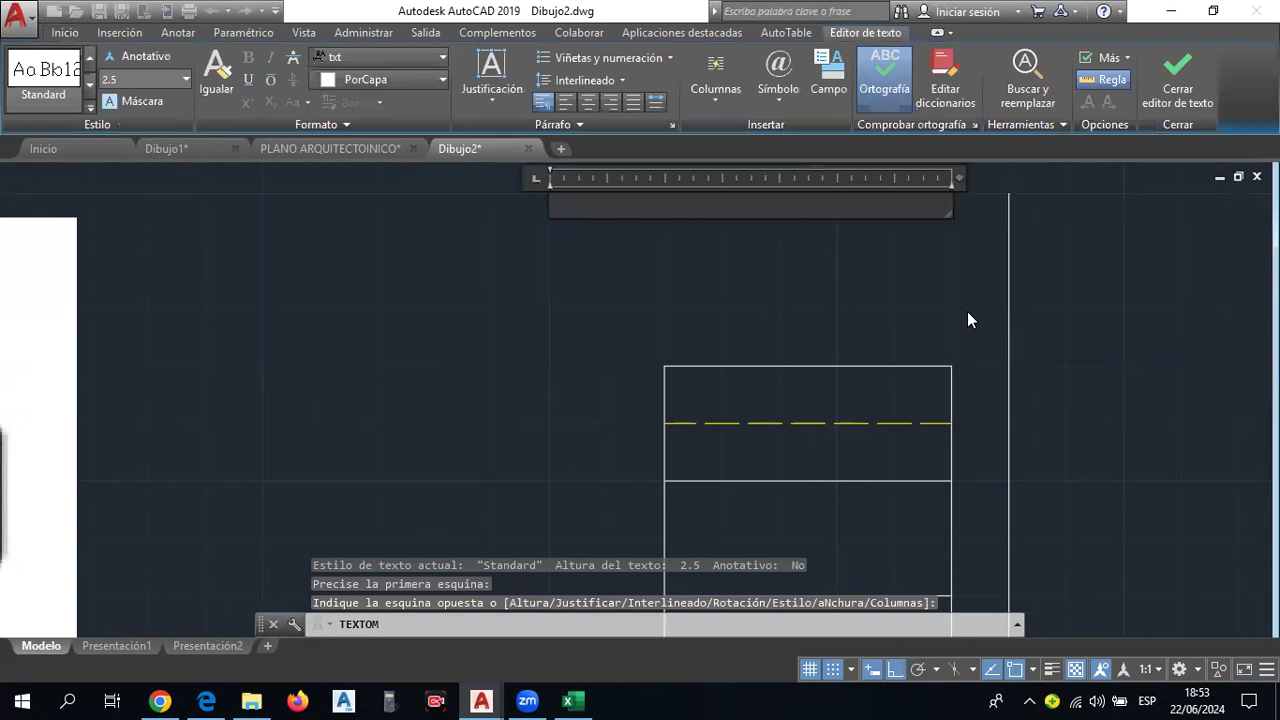 Autodesk AutoCAD 2019 Dibujo2.dwg
Escriba palabra clave o frase
Iniciar sesión
Inicio Inserción Anotar Paramétrico Vista Administrar Salida Complementos Colaborar Aplicaciones destacadas AutoTable Editor de texto
AaBb12
Standard
Anotativo
2.5
Máscara
Igualar
txt
PorCapa
Justificación
Viñetas y numeración
Interlineado
Columnas
Símbolo
Campo
ABC
Ortografía
Editar
diccionarios
Buscar y
reemplazar
Más
Regla
Cerrar
editor de texto
Estilo Formato Párrafo Insertar Comprobar ortografía Herramientas Opciones Cerrar
Inicio Dibujo1* PLANO ARQUITECTOINICO* Dibujo2*
Estilo de texto actual: "Standard" Altura del texto: 2.5 Anotativo: No
Precise la primera esquina:
Indique la esquina opuesta o [Altura/Justificar/Interlineado/Rotación/Estilo/aNchura/Columnas]:
TEXTOM
Modelo Presentación1 Presentación2
1:1
ESP
18:53
22/06/2024